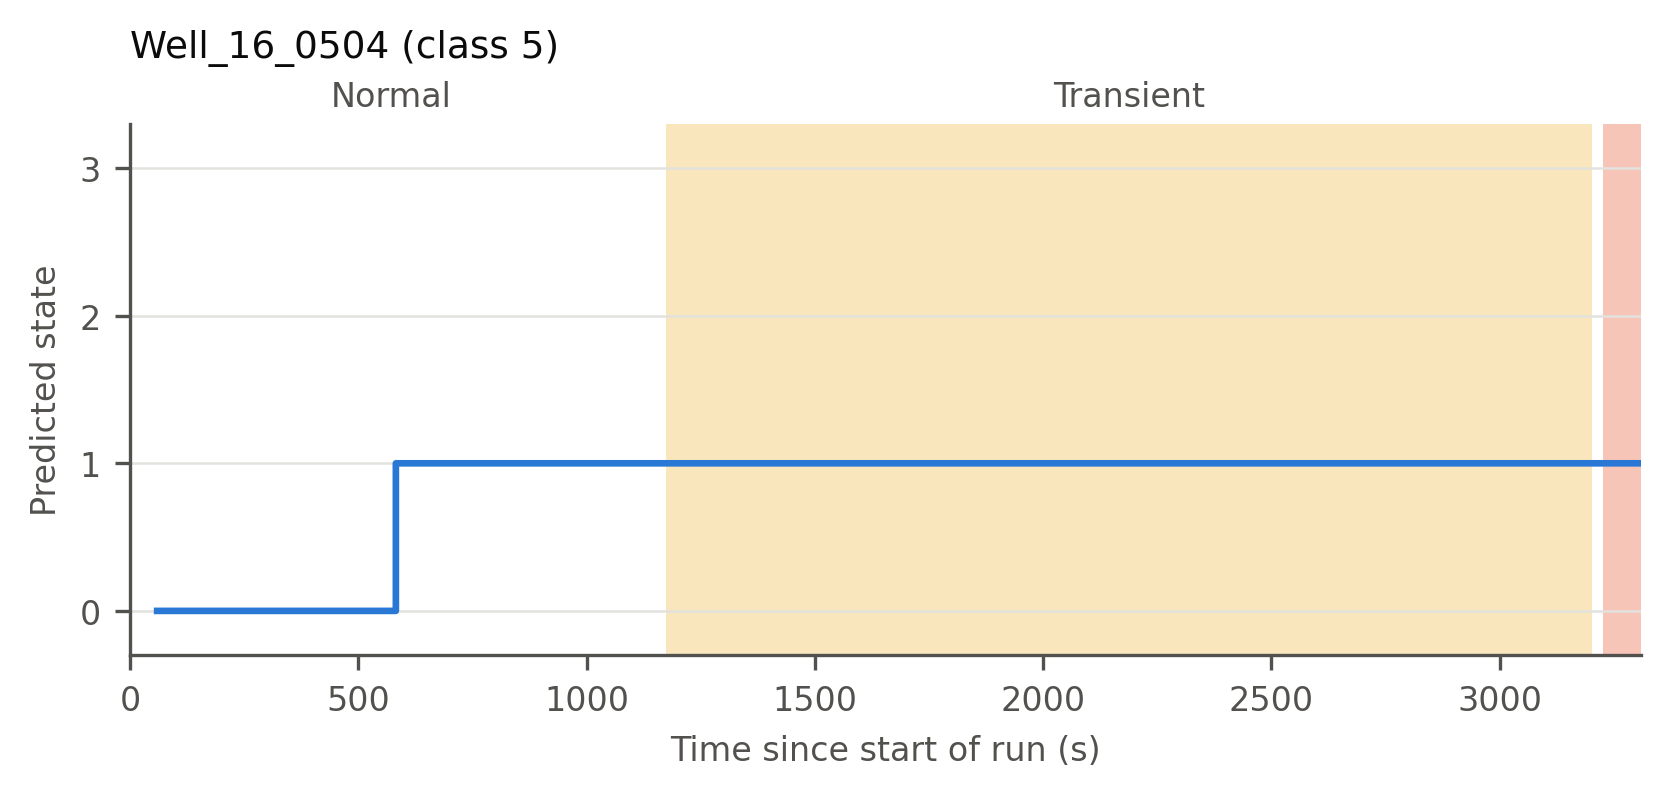 Well_16_0504 (class 5)
Normal Transient
3
2
1
0
Predicted state
0 500 1000 1500 2000 2500 3000
Time since start of run (s)